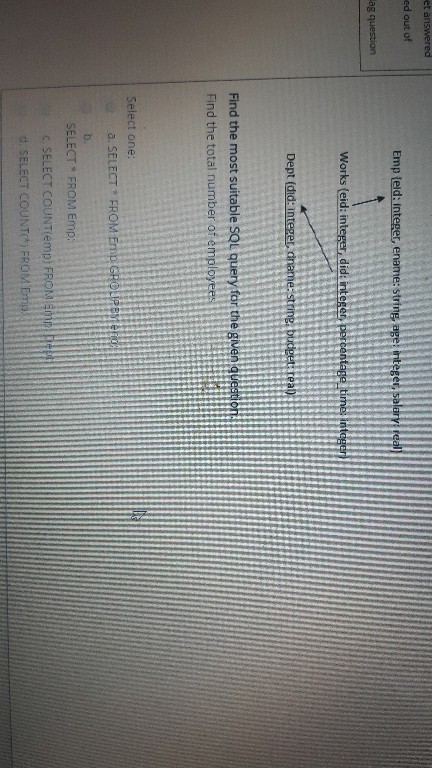 et answered
ed out of
ag question
Emp (eid: integer, ename: string, age: integer, salary: real)
Works (eid: integer, did: integer, percentage_time: integer)
Dept (did: integer, dname: string, budget: real)
Find the most suitable SQL query for the given question.
Find the total number of employees
Select one:
a. SELECT * FROM Emp GROUPBY(eid);
b.
SELECT * FROM Emp;
c. SELECT COUNT(emp) FROM Emp, Dept
d. SELECT COUNT(*) FROM Emp;